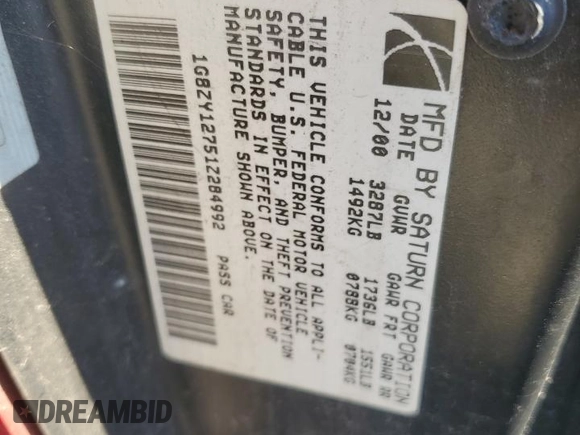 MFD BY SATURN CORPORATION
DATE GVWR GAWR FRT GAWR RR
12/00 3287LB 1736LB 1551LB
1492KG 0788KG 0704KG
THIS VEHICLE CONFORMS TO ALL APPLI-
CABLE U.S. FEDERAL MOTOR VEHICLE
SAFETY, BUMPER, AND THEFT PREVENTION
STANDARDS IN EFFECT ON THE DATE OF
MANUFACTURE SHOWN ABOVE.
1G8ZY12751Z284992 PASS CAR
DREAMBID